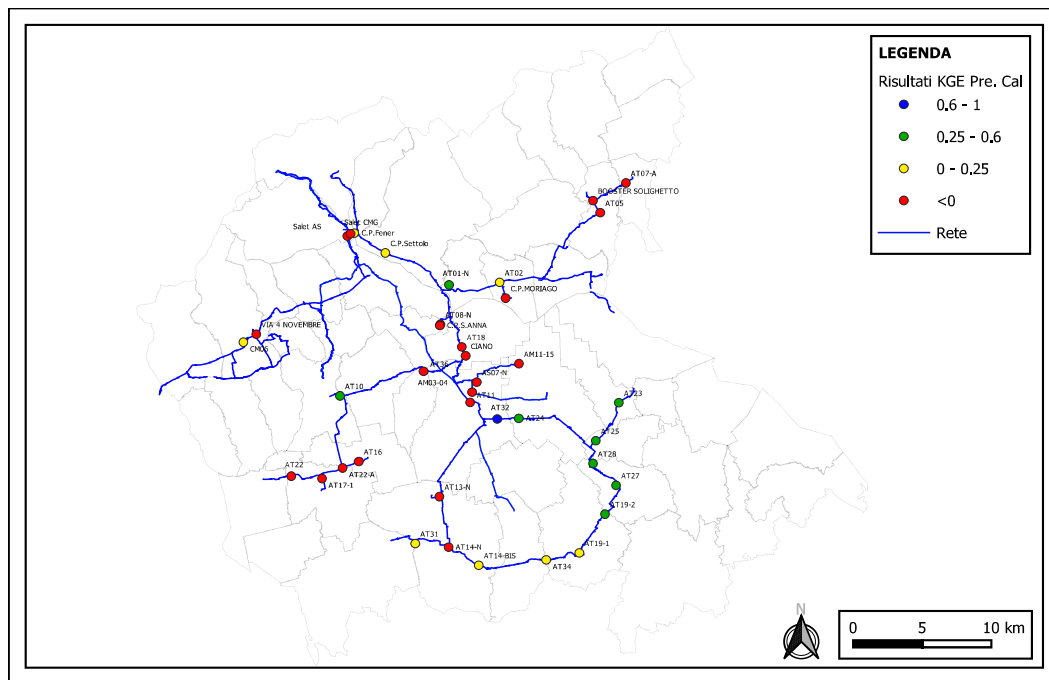 LEGENDA
Risultati KGE Pre. Cal
0.6 - 1
0.25 - 0.6
0 - 0.25
<0
Rete
AT07-A
BOOSTER SOLIGHETTO
AT05
Salet CMG
Salet AS
C.P.Fener
C.P.Settolo
AT01-N
AT02
C.P.MORIAGO
AT08-N
C.P.S.ANNA
VIA 4 NOVEMBRE
CM06
AT18
CIANO
AT36
AM11-15
AM03-04
AS07-N
AT10
AT11
AT23
AT32
AT24
AT25
AT16
AT28
AT22
AT22-A
AT17-1
AT27
AT13-N
AT19-2
AT31
AT14-N
AT14-BIS
AT19-1
AT34
N
0 5 10 km